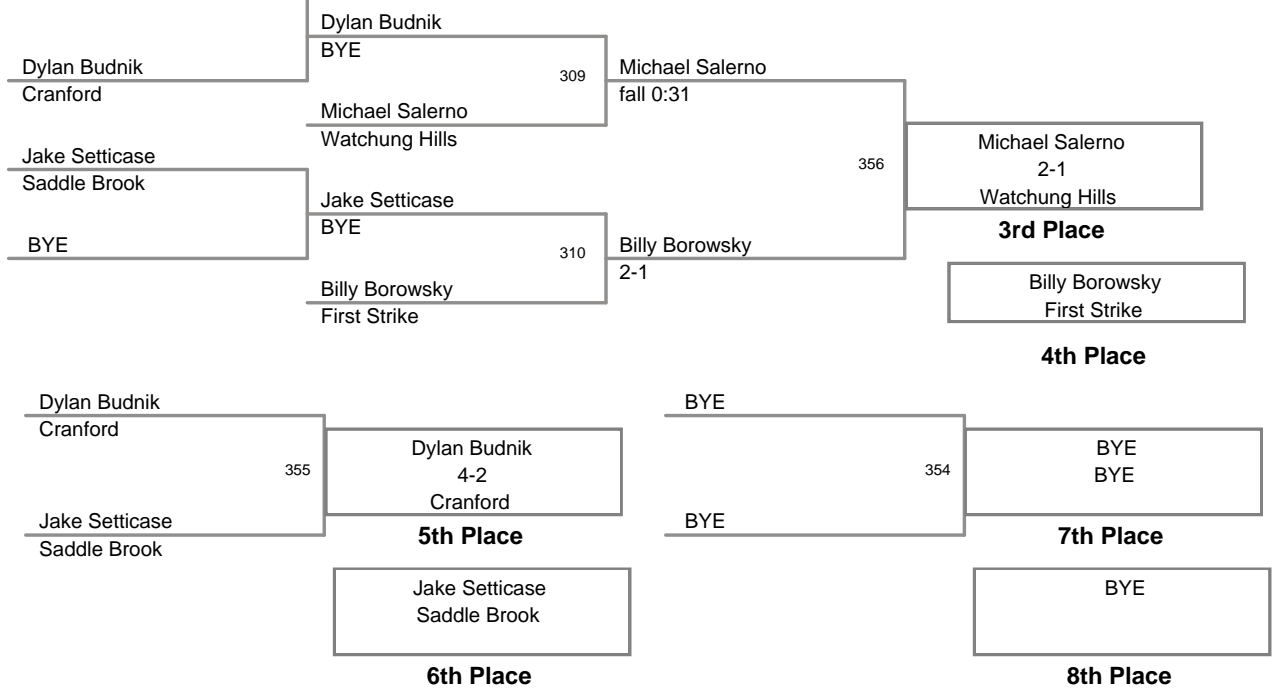 Dylan Budnik
BYE
Dylan Budnik
Cranford
309
Michael Salerno
fall 0:31
Michael Salerno
Watchung Hills
Jake Setticase
Saddle Brook
356
Michael Salerno
2-1
Watchung Hills
3rd Place
Jake Setticase
BYE
BYE
310
Billy Borowsky
2-1
Billy Borowsky
First Strike
Billy Borowsky
First Strike
4th Place
Dylan Budnik
Cranford
355
Dylan Budnik
4-2
Cranford
Jake Setticase
Saddle Brook
5th Place
Jake Setticase
Saddle Brook
6th Place
BYE
354
BYE
BYE
BYE
7th Place
BYE
8th Place